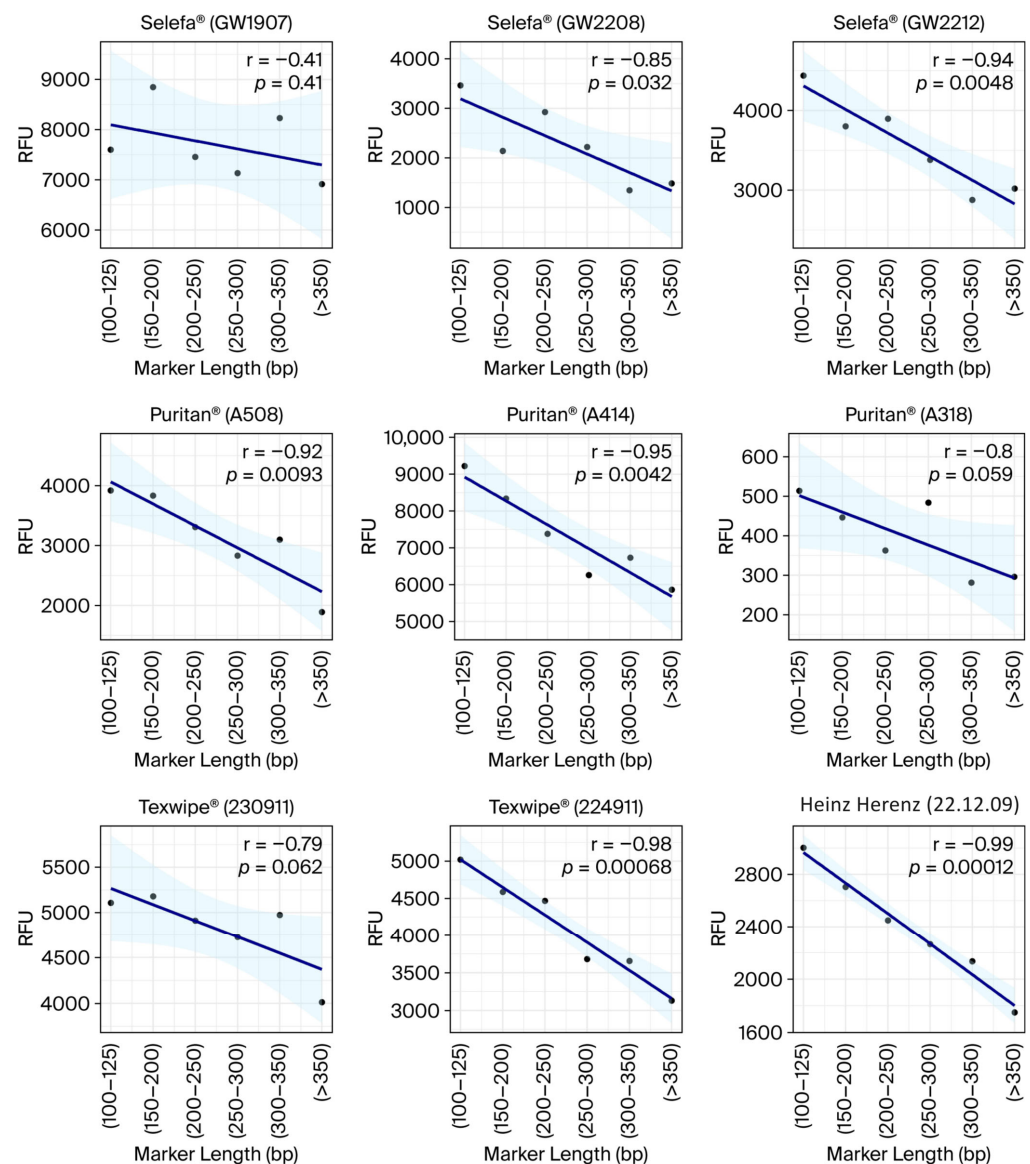 Selefa® (GW1907)
r = −0.41
p = 0.41
9000
8000
7000
6000
RFU
(100–125)
(150–200)
(200–250)
(250–300)
(300–350)
(>350)
Marker Length (bp)
Selefa® (GW2208)
r = −0.85
p = 0.032
4000
3000
2000
1000
RFU
(100–125)
(150–200)
(200–250)
(250–300)
(300–350)
(>350)
Marker Length (bp)
Selefa® (GW2212)
r = −0.94
p = 0.0048
4000
3000
RFU
(100–125)
(150–200)
(200–250)
(250–300)
(300–350)
(>350)
Marker Length (bp)
Puritan® (A508)
r = −0.92
p = 0.0093
4000
3000
2000
RFU
(100–125)
(150–200)
(200–250)
(250–300)
(300–350)
(>350)
Marker Length (bp)
Puritan® (A414)
r = −0.95
p = 0.0042
10,000
9000
8000
7000
6000
5000
RFU
(100–125)
(150–200)
(200–250)
(250–300)
(300–350)
(>350)
Marker Length (bp)
Puritan® (A318)
r = −0.8
p = 0.059
600
500
400
300
200
RFU
(100–125)
(150–200)
(200–250)
(250–300)
(300–350)
(>350)
Marker Length (bp)
Texwipe® (230911)
r = −0.79
p = 0.062
5500
5000
4500
4000
RFU
(100–125)
(150–200)
(200–250)
(250–300)
(300–350)
(>350)
Marker Length (bp)
Texwipe® (224911)
r = −0.98
p = 0.00068
5000
4500
4000
3500
3000
RFU
(100–125)
(150–200)
(200–250)
(250–300)
(300–350)
(>350)
Marker Length (bp)
Heinz Herenz (22.12.09)
r = −0.99
p = 0.00012
2800
2400
2000
1600
RFU
(100–125)
(150–200)
(200–250)
(250–300)
(300–350)
(>350)
Marker Length (bp)